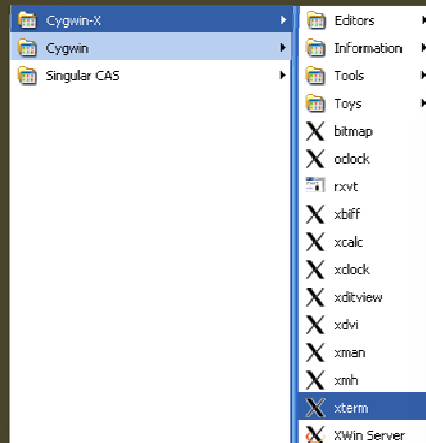 Cygwin-X
Cygwin
Singular CAS
Editors
Information
Tools
Toys
bitmap
oclock
rxvt
xbiff
xcalc
xclock
xditview
xdvi
xman
xmh
xterm
XWin Server